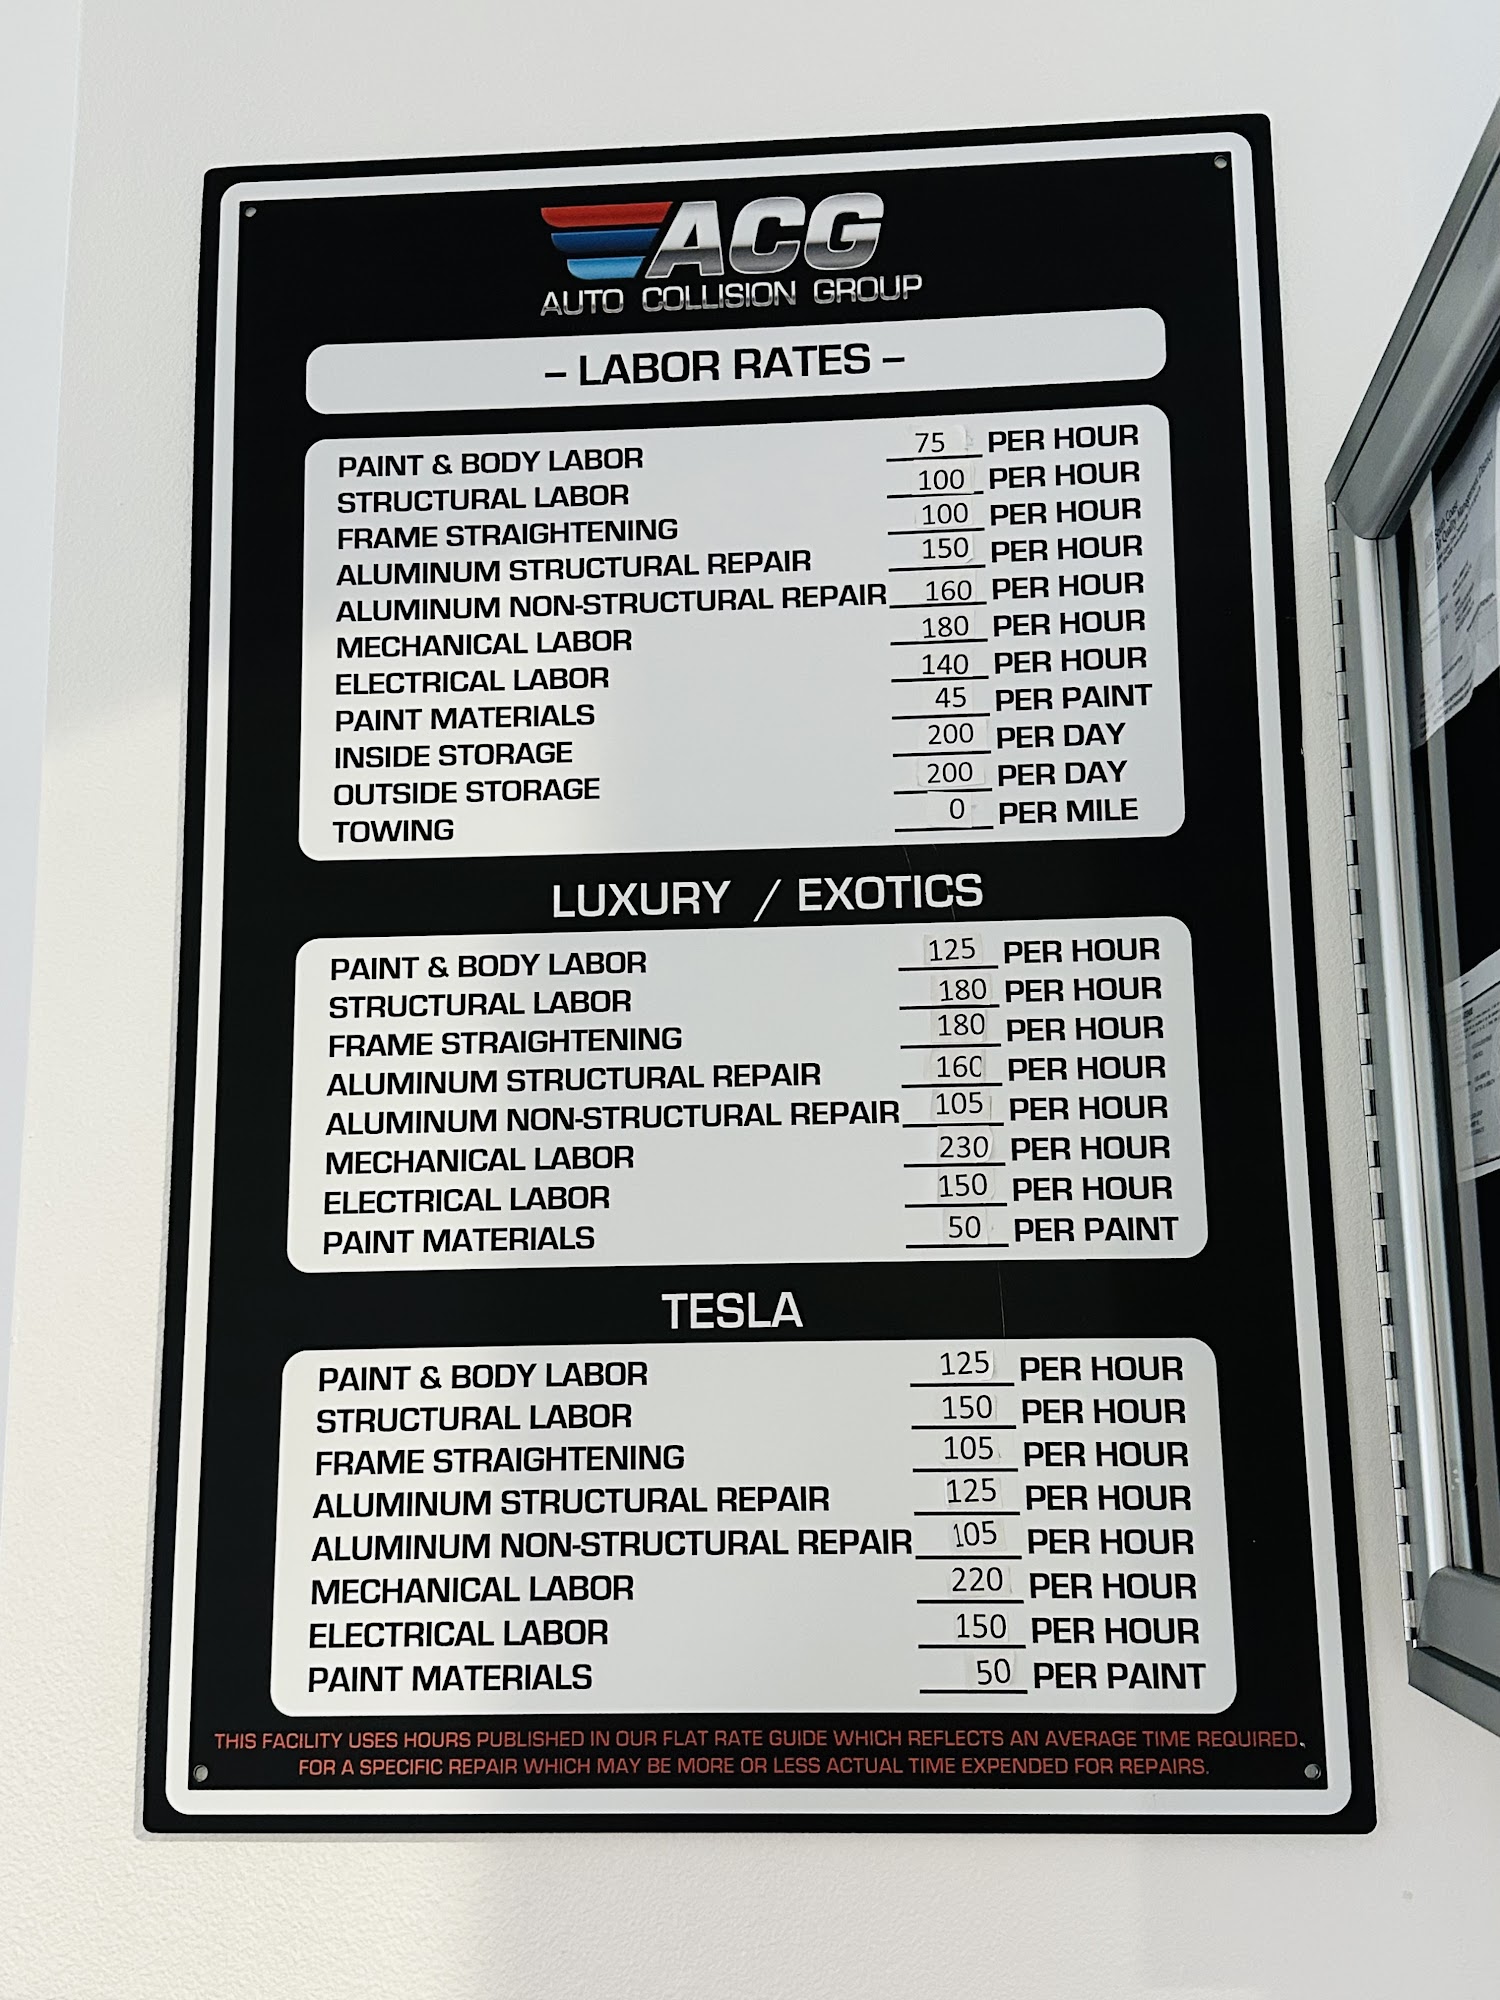 ACG
AUTO COLLISION GROUP
– LABOR RATES –
PAINT & BODY LABOR 75 PER HOUR
STRUCTURAL LABOR 100 PER HOUR
FRAME STRAIGHTENING 100 PER HOUR
ALUMINUM STRUCTURAL REPAIR 150 PER HOUR
ALUMINUM NON-STRUCTURAL REPAIR 160 PER HOUR
MECHANICAL LABOR 180 PER HOUR
ELECTRICAL LABOR 140 PER HOUR
PAINT MATERIALS 45 PER PAINT
INSIDE STORAGE 200 PER DAY
OUTSIDE STORAGE 200 PER DAY
TOWING 0 PER MILE
LUXURY / EXOTICS
PAINT & BODY LABOR 125 PER HOUR
STRUCTURAL LABOR 180 PER HOUR
FRAME STRAIGHTENING 180 PER HOUR
ALUMINUM STRUCTURAL REPAIR 160 PER HOUR
ALUMINUM NON-STRUCTURAL REPAIR 105 PER HOUR
MECHANICAL LABOR 230 PER HOUR
ELECTRICAL LABOR 150 PER HOUR
PAINT MATERIALS 50 PER PAINT
TESLA
PAINT & BODY LABOR 125 PER HOUR
STRUCTURAL LABOR 150 PER HOUR
FRAME STRAIGHTENING 105 PER HOUR
ALUMINUM STRUCTURAL REPAIR 125 PER HOUR
ALUMINUM NON-STRUCTURAL REPAIR 105 PER HOUR
MECHANICAL LABOR 220 PER HOUR
ELECTRICAL LABOR 150 PER HOUR
PAINT MATERIALS 50 PER PAINT
THIS FACILITY USES HOURS PUBLISHED IN OUR FLAT RATE GUIDE WHICH REFLECTS AN AVERAGE TIME REQUIRED.
FOR A SPECIFIC REPAIR WHICH MAY BE MORE OR LESS ACTUAL TIME EXPENDED FOR REPAIRS.
South Coast
Air Quality Management District